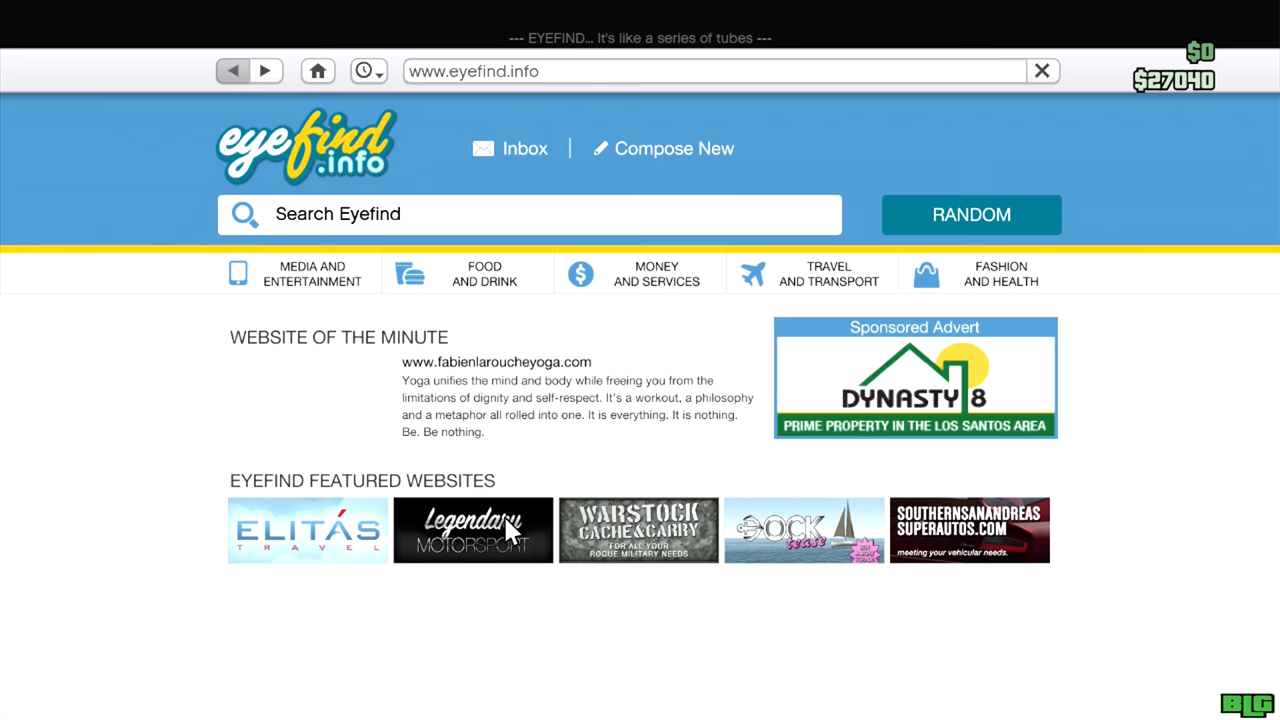 --- EYEFIND... It's like a series of tubes ---
$0
www.eyefind.info
$27040
eyefind
.info
Inbox
Compose New
Search Eyefind
RANDOM
MEDIA AND
ENTERTAINMENT
FOOD
AND DRINK
MONEY
AND SERVICES
TRAVEL
AND TRANSPORT
FASHION
AND HEALTH
WEBSITE OF THE MINUTE
www.fabienlaroucheyoga.com
Yoga unifies the mind and body while freeing you from the
limitations of dignity and self-respect. It's a workout, a philosophy
and a metaphor all rolled into one. It is everything. It is nothing.
Be. Be nothing.
Sponsored Advert
DYNASTY 8
PRIME PROPERTY IN THE LOS SANTOS AREA
EYEFIND FEATURED WEBSITES
ELITÁS
TRAVEL
Legendary
MOTORSPORT
WARSTOCK
CACHE & CARRY
FOR ALL YOUR
ROGUE MILITARY NEEDS
DOCK
tease
SOUTHERNSANANDREAS
SUPERAUTOS.COM
meeting your vehicular needs.
BLG